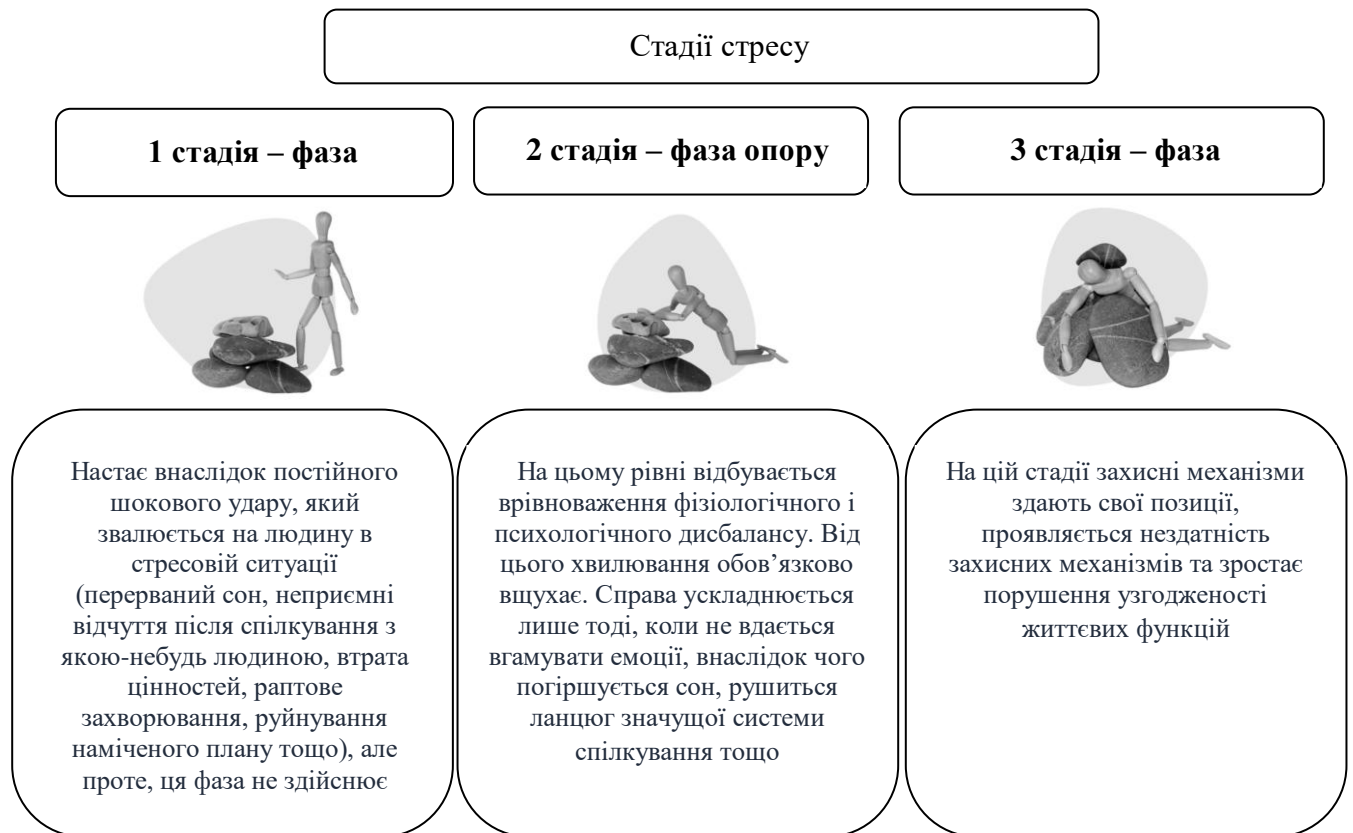 Стадії стресу
1 стадія – фаза
2 стадія – фаза опору
3 стадія – фаза
Настає внаслідок постійного
шокового удару, який
звалюється на людину в
стресовій ситуації
(перерваний сон, неприємні
відчуття після спілкування з
якою-небудь людиною, втрата
цінностей, раптове
захворювання, руйнування
наміченого плану тощо), але
проте, ця фаза не здійснює
На цьому рівні відбувається
врівноваження фізіологічного і
психологічного дисбалансу. Від
цього хвилювання обов’язково
вщухає. Справа ускладнюється
лише тоді, коли не вдається
вгамувати емоції, внаслідок чого
погіршується сон, рушиться
ланцюг значущої системи
спілкування тощо
На цій стадії захисні механізми
здають свої позиції,
проявляється нездатність
захисних механізмів та зростає
порушення узгодженості
життєвих функцій